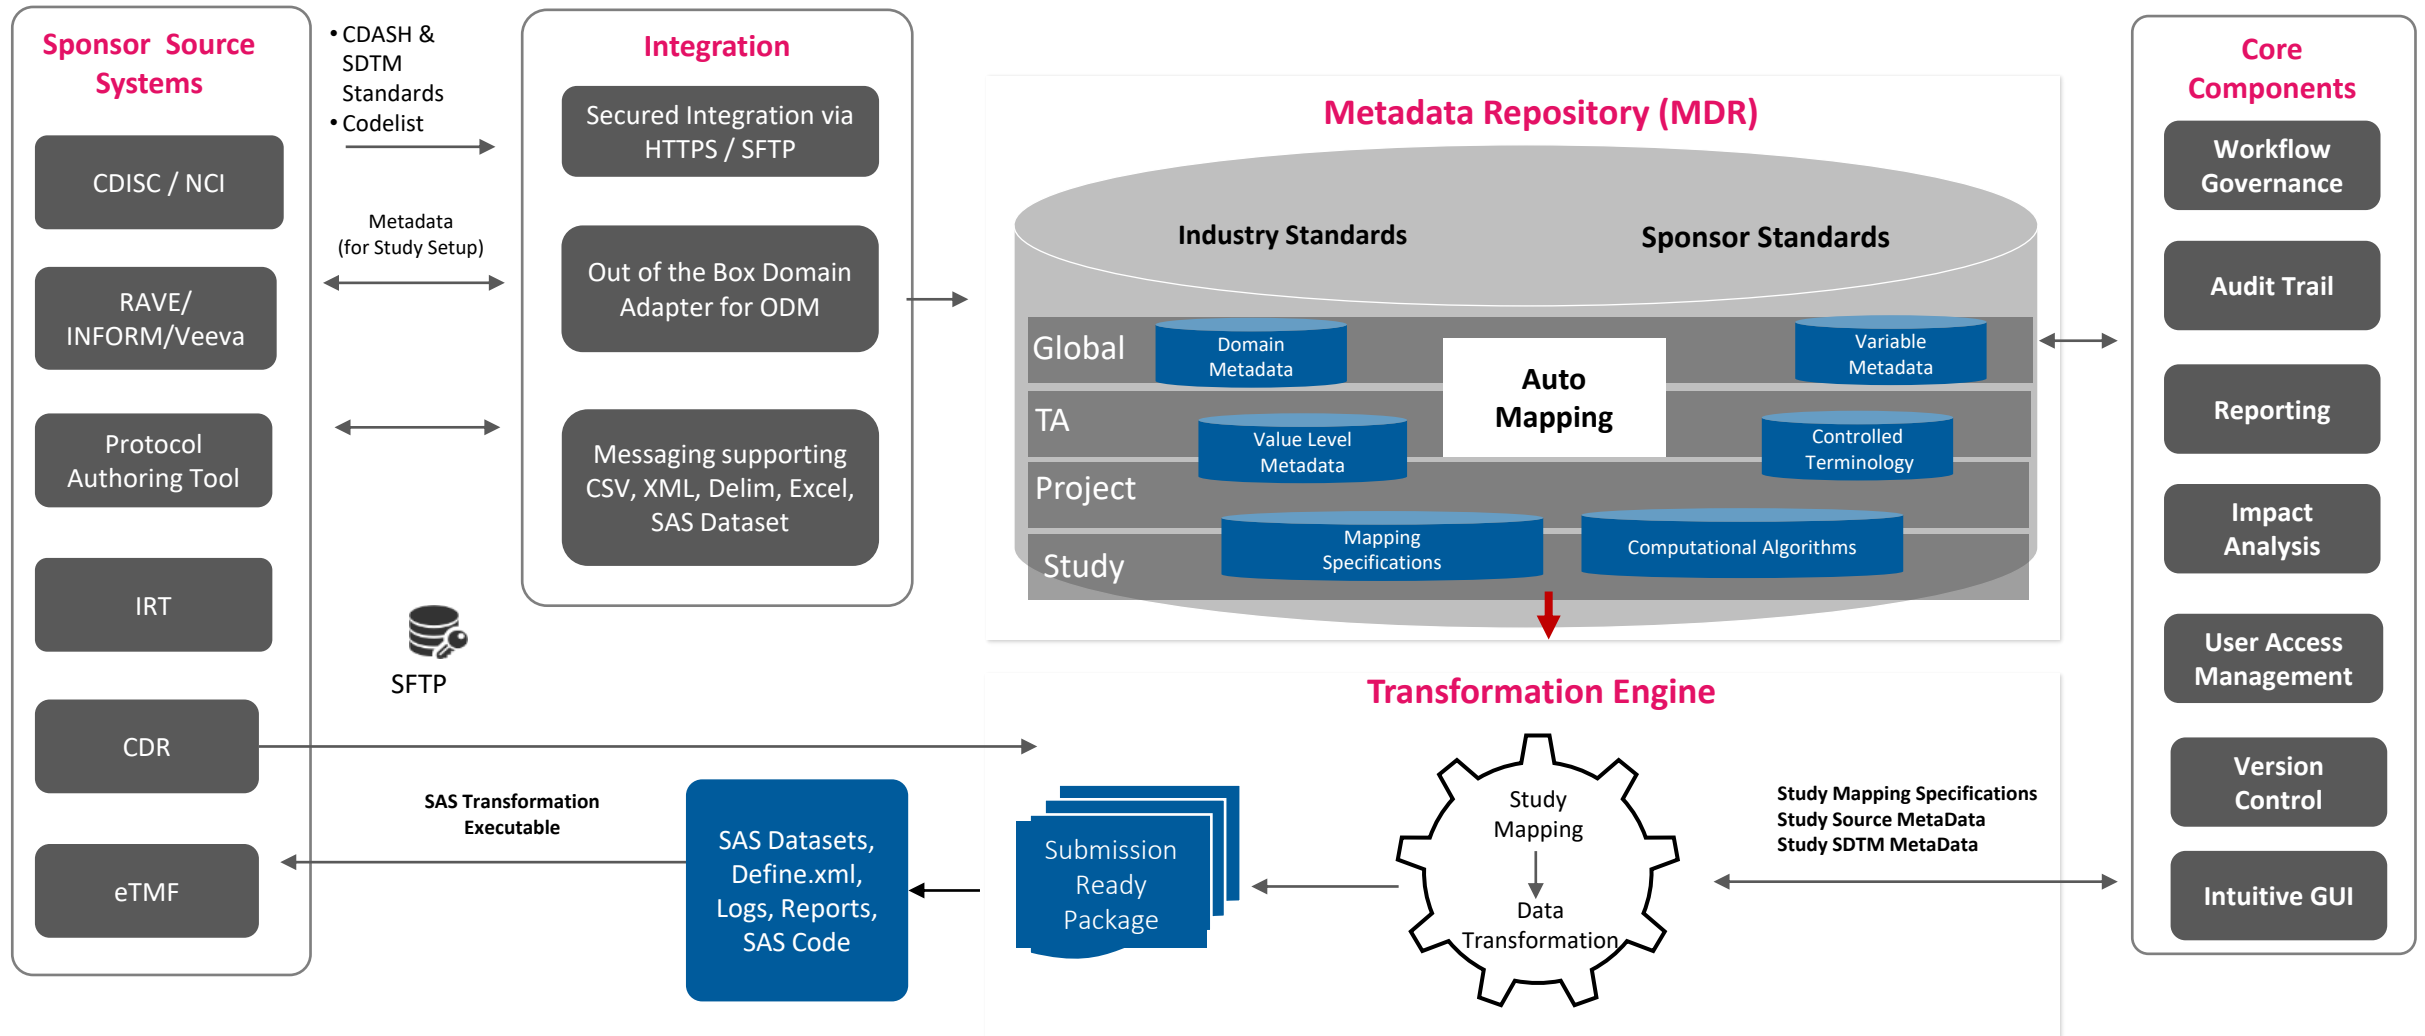 Sponsor Source
Systems
CDISC / NCI
RAVE/
INFORM/Veeva
Protocol
Authoring Tool
IRT
CDR
eTMF
• CDASH &
SDTM
Standards
• Codelist
Metadata
(for Study Setup)
SFTP
SAS Transformation
Executable
Integration
Secured Integration via
HTTPS / SFTP
Out of the Box Domain
Adapter for ODM
Messaging supporting
CSV, XML, Delim, Excel,
SAS Dataset
SAS Datasets,
Define.xml,
Logs, Reports,
SAS Code
Metadata Repository (MDR)
Industry Standards
Sponsor Standards
Global
Domain
Metadata
Variable
Metadata
Auto
Mapping
TA
Value Level
Metadata
Controlled
Terminology
Project
Mapping
Specifications
Computational Algorithms
Study
Transformation Engine
Submission
Ready
Package
Study
Mapping
Data
Transformation
Study Mapping Specifications
Study Source MetaData
Study SDTM MetaData
Core
Components
Workflow
Governance
Audit Trail
Reporting
Impact
Analysis
User Access
Management
Version
Control
Intuitive GUI